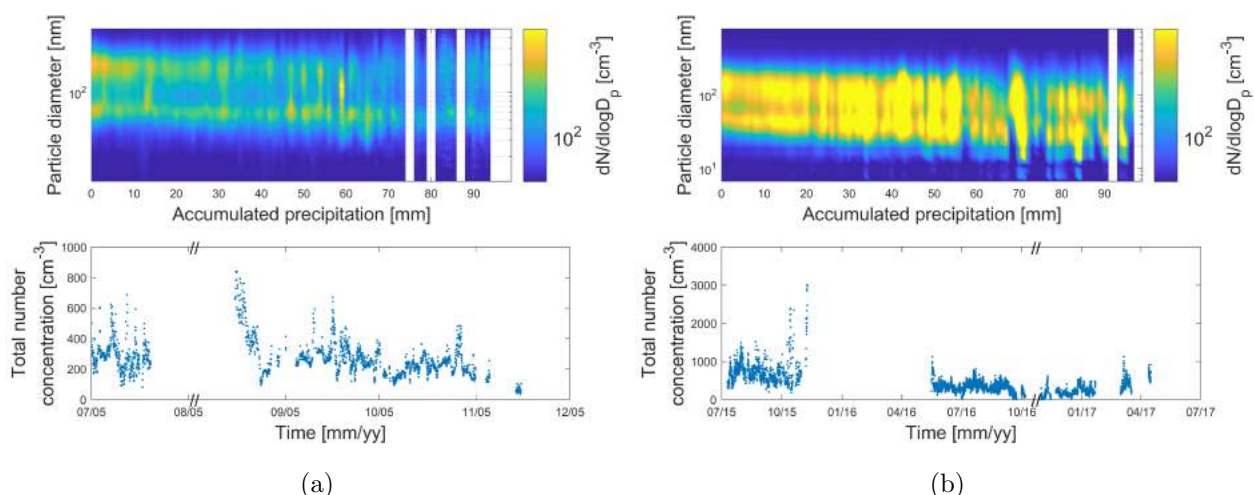 Particle diameter [nm]
10²
0 10 20 30 40 50 60 70 80 90
Accumulated precipitation [mm]
10²
dN/dlogDₚ [cm⁻³]
Total number
concentration [cm⁻³]
1000
800
600
400
200
0
07/05 08/05 09/05 10/05 11/05 12/05
Time [mm/yy]
(a)
Particle diameter [nm]
10²
10¹
0 10 20 30 40 50 60 70 80 90
Accumulated precipitation [mm]
10²
dN/dlogDₚ [cm⁻³]
Total number
concentration [cm⁻³]
4000
3000
2000
1000
0
07/15 10/15 01/16 04/16 07/16 10/16 01/17 04/17 07/17
Time [mm/yy]
(b)